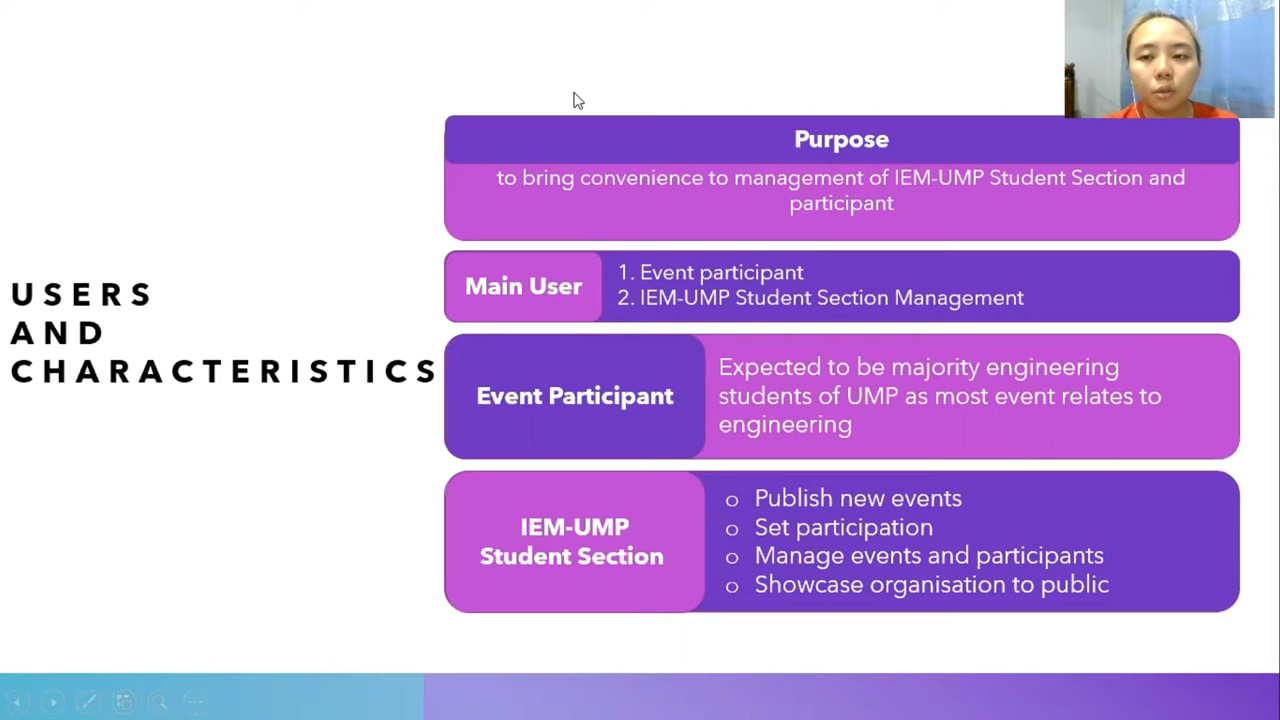 USERS
AND
CHARACTERISTICS
Purpose
to bring convenience to management of IEM-UMP Student Section and
participant
Main User
1. Event participant
2. IEM-UMP Student Section Management
Event Participant
Expected to be majority engineering
students of UMP as most event relates to
engineering
IEM-UMP
Student Section
o Publish new events
o Set participation
o Manage events and participants
o Showcase organisation to public